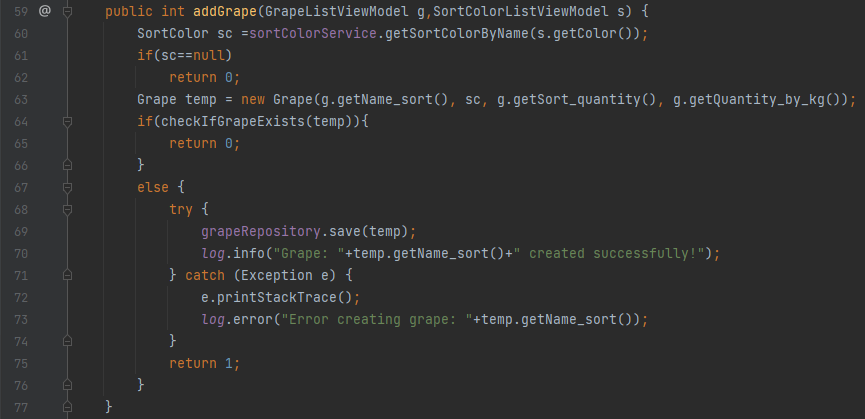 59 @ public int addGrape(GrapeListViewModel g,SortColorListViewModel s) {
60 SortColor sc =sortColorService.getSortColorByName(s.getColor());
61 if(sc==null)
62 return 0;
63 Grape temp = new Grape(g.getName_sort(), sc, g.getSort_quantity(), g.getQuantity_by_kg());
64 if(checkIfGrapeExists(temp)){
65 return 0;
66 }
67 else {
68 try {
69 grapeRepository.save(temp);
70 log.info("Grape: "+temp.getName_sort()+" created successfully!");
71 } catch (Exception e) {
72 e.printStackTrace();
73 log.error("Error creating grape: "+temp.getName_sort());
74 }
75 return 1;
76 }
77 }